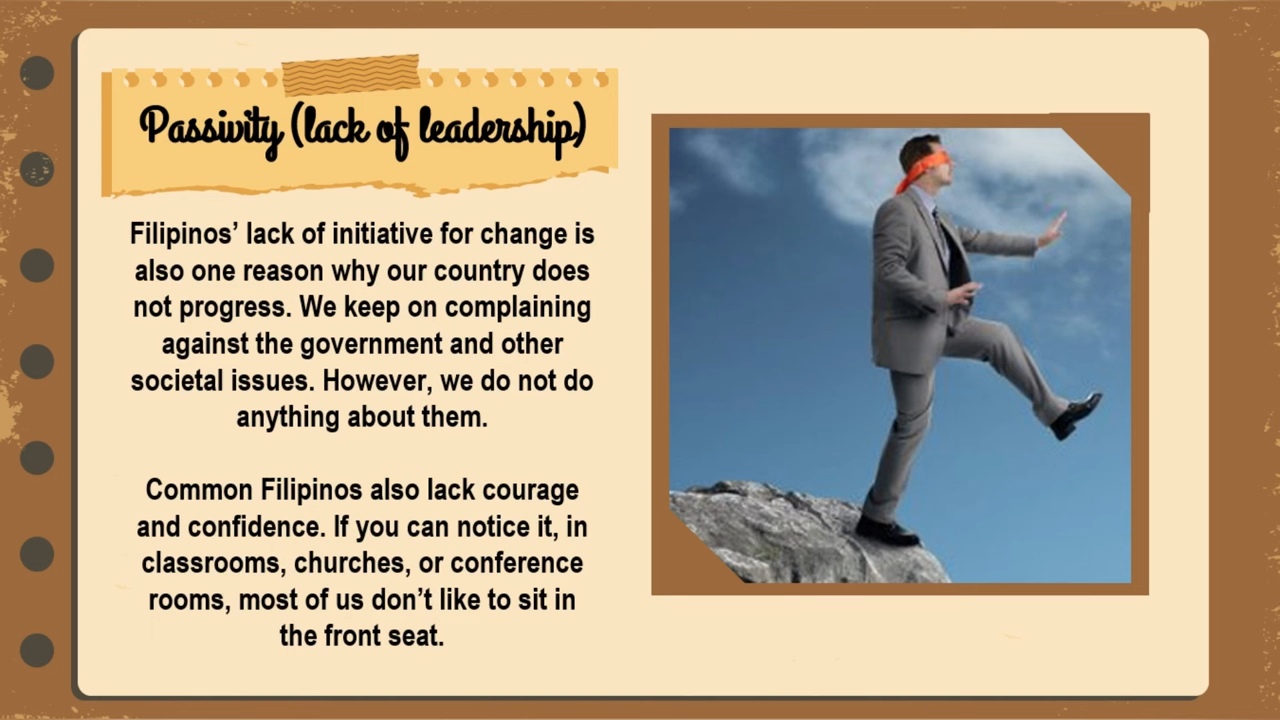 Passivity (lack of leadership)
Filipinos’ lack of initiative for change is
also one reason why our country does
not progress. We keep on complaining
against the government and other
societal issues. However, we do not do
anything about them.
Common Filipinos also lack courage
and confidence. If you can notice it, in
classrooms, churches, or conference
rooms, most of us don’t like to sit in
the front seat.